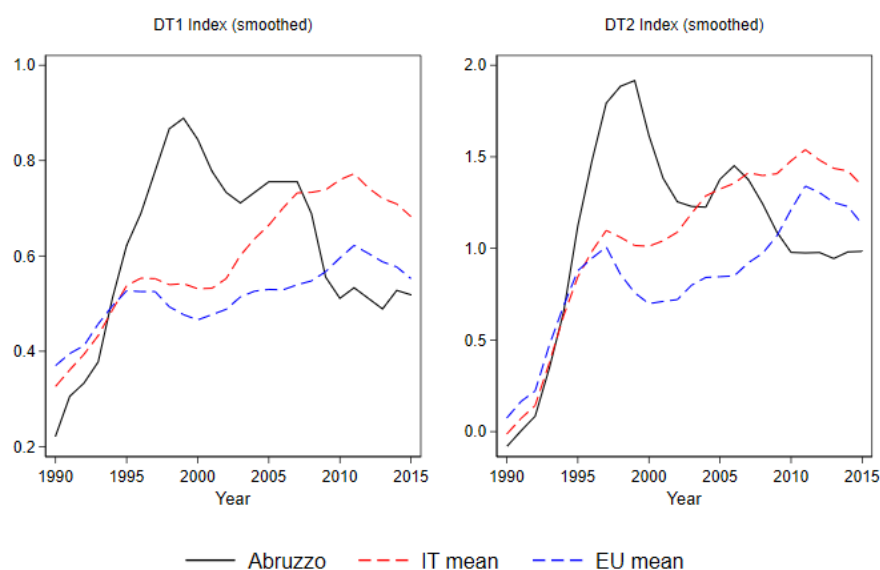 DT1 Index (smoothed)
1.0
0.8
0.6
0.4
0.2
1990 1995 2000 2005 2010 2015
Year
DT2 Index (smoothed)
2.0
1.5
1.0
0.5
0.0
1990 1995 2000 2005 2010 2015
Year
Abruzzo IT mean EU mean